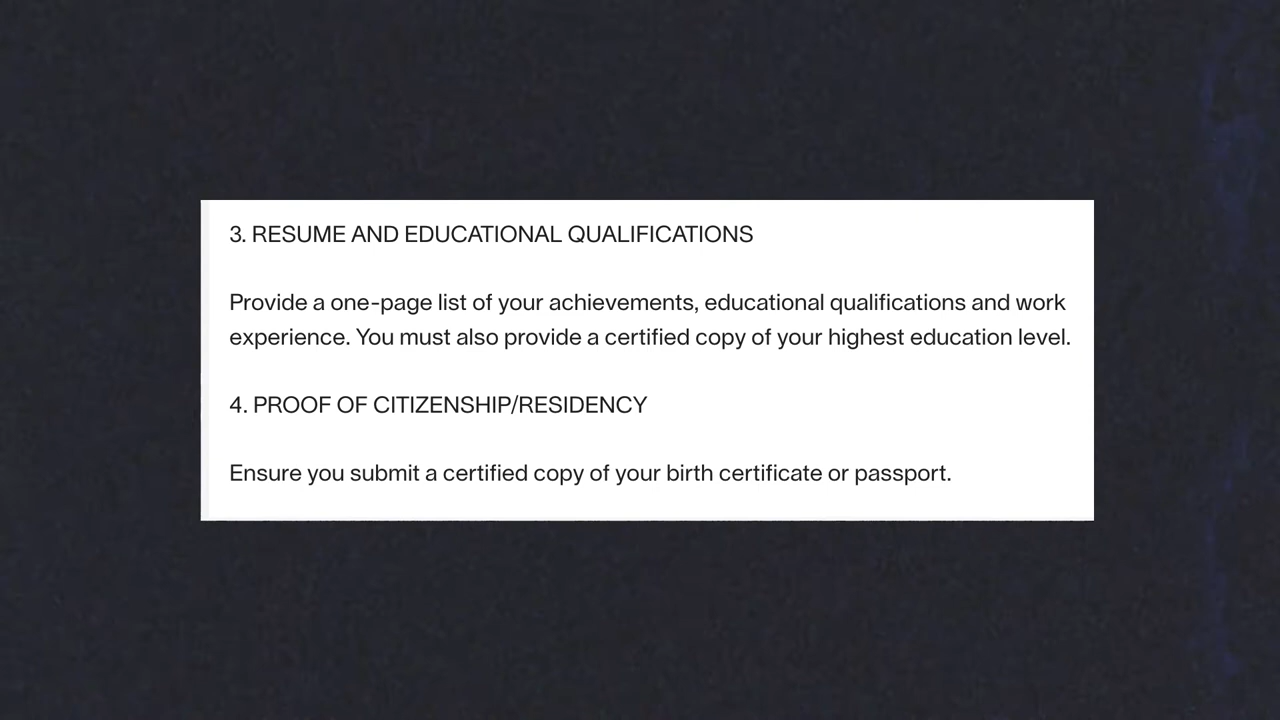 3. RESUME AND EDUCATIONAL QUALIFICATIONS
Provide a one-page list of your achievements, educational qualifications and work
experience. You must also provide a certified copy of your highest education level.
4. PROOF OF CITIZENSHIP/RESIDENCY
Ensure you submit a certified copy of your birth certificate or passport.